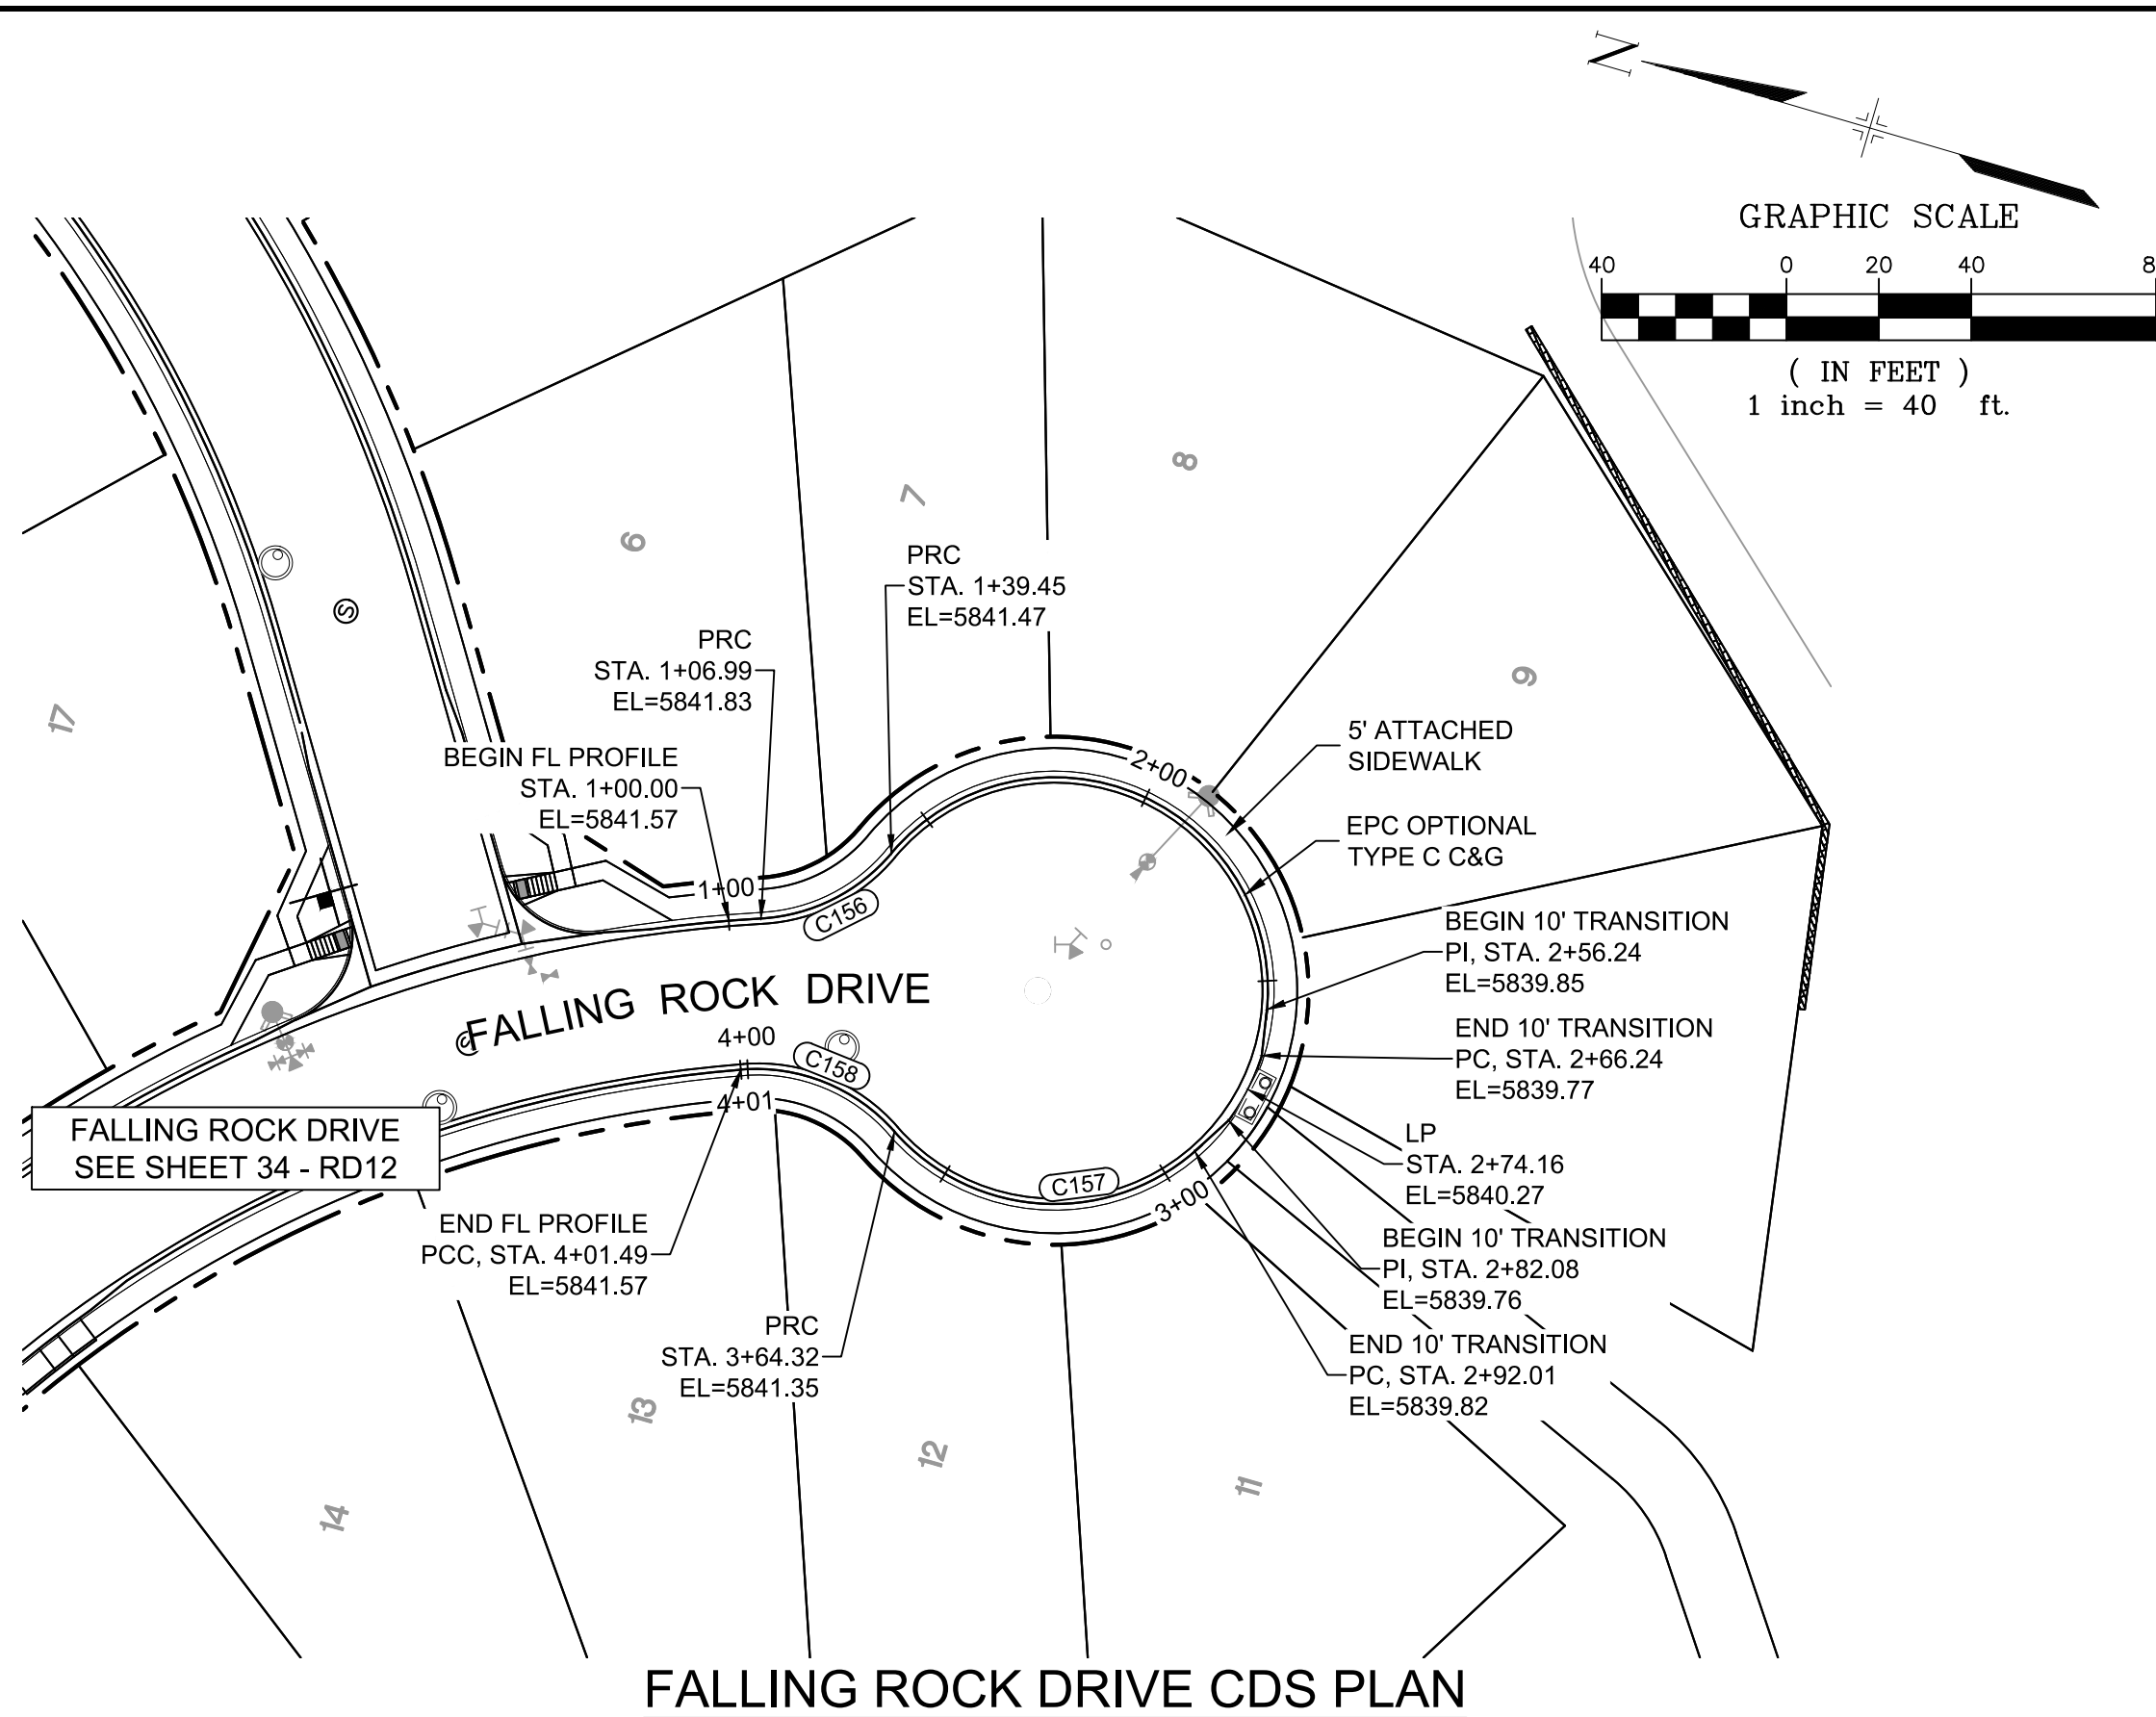 N
GRAPHIC SCALE
40 0 20 40
( IN FEET )
1 inch = 40 ft.
8
7
6
9
17
PRC
STA. 1+39.45
EL=5841.47
PRC
STA. 1+06.99
EL=5841.83
BEGIN FL PROFILE
STA. 1+00.00
EL=5841.57
5' ATTACHED
SIDEWALK
2+00
EPC OPTIONAL
TYPE C C&G
1+00
C156
BEGIN 10' TRANSITION
PI, STA. 2+56.24
EL=5839.85
FALLING ROCK DRIVE
S
S
END 10' TRANSITION
PC, STA. 2+66.24
EL=5839.77
4+00
C158
4+01
FALLING ROCK DRIVE
SEE SHEET 34 - RD12
LP
STA. 2+74.16
EL=5840.27
C157
3+00
END FL PROFILE
PCC, STA. 4+01.49
EL=5841.57
BEGIN 10' TRANSITION
PI, STA. 2+82.08
EL=5839.76
PRC
STA. 3+64.32
EL=5841.35
END 10' TRANSITION
PC, STA. 2+92.01
EL=5839.82
13
12
11
14
FALLING ROCK DRIVE CDS PLAN